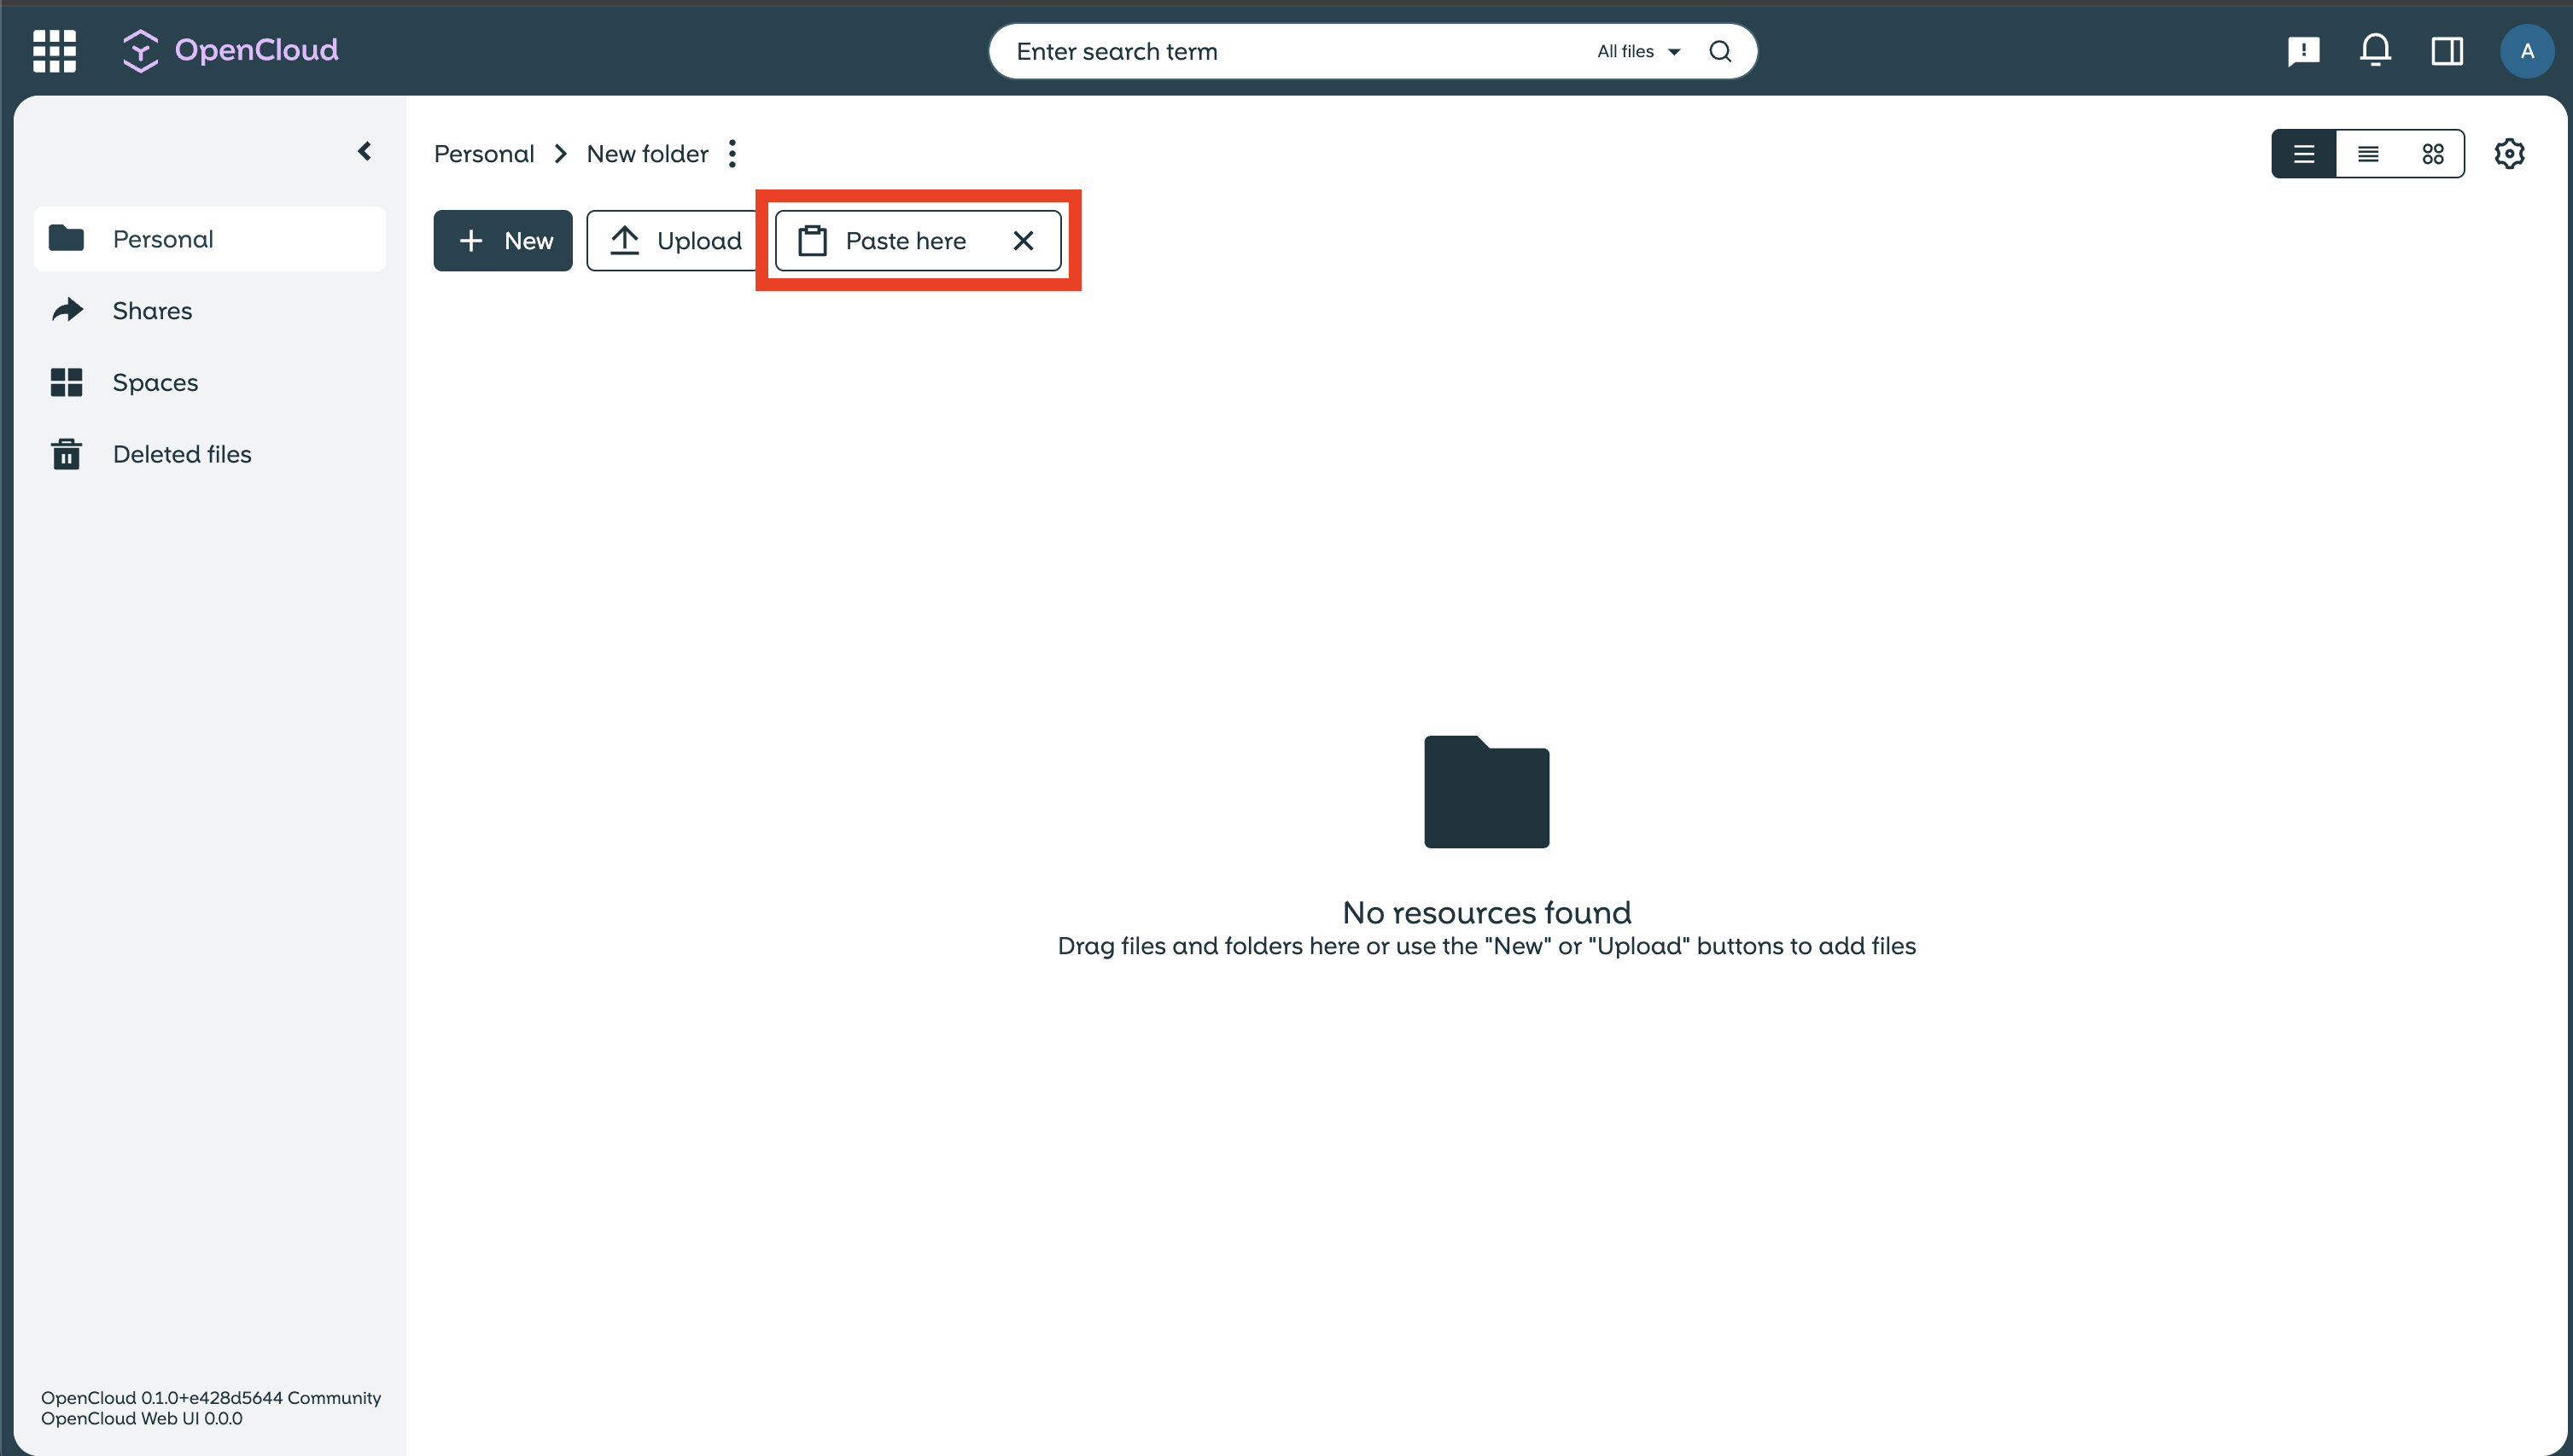 OpenCloud
Enter search term
All files
A
Personal
New folder
New
Upload
Paste here
Personal
Shares
Spaces
Deleted files
No resources found
Drag files and folders here or use the "New" or "Upload" buttons to add files
OpenCloud 0.1.0+e428d5644 Community
OpenCloud Web UI 0.0.0